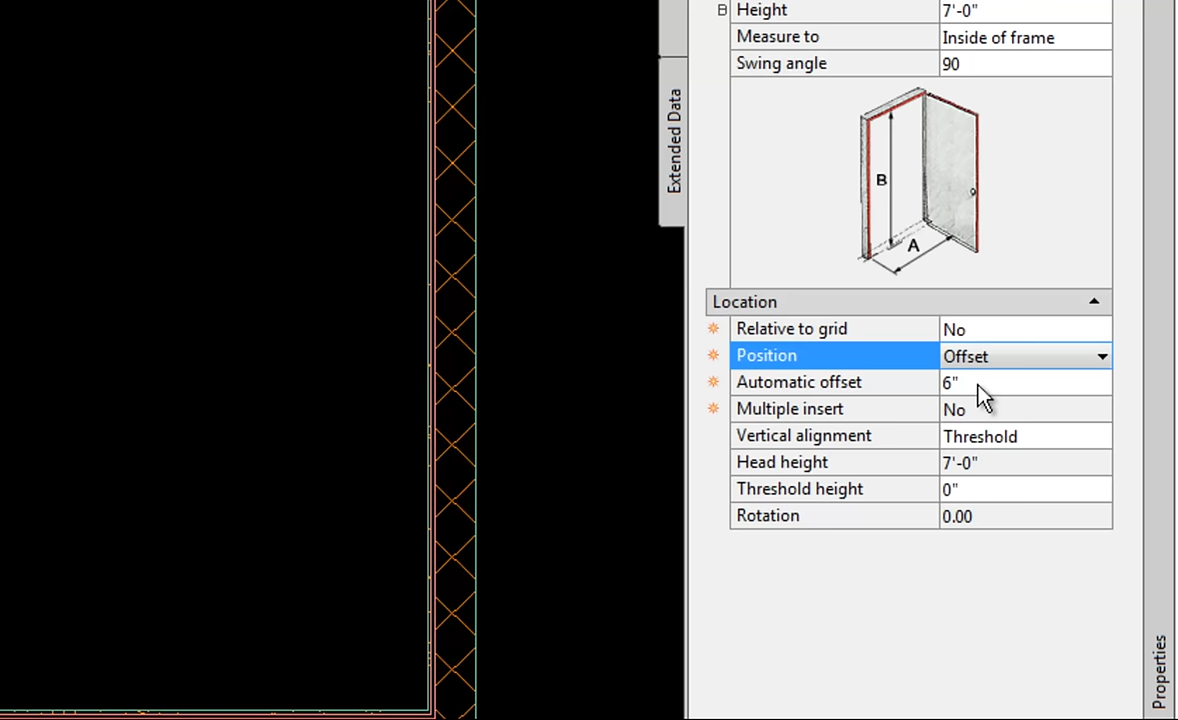 B Height 7'-0"
Measure to Inside of frame
Swing angle 90
Extended Data
B
A
Location
Relative to grid No
Position Offset
Automatic offset 6"
Multiple insert No
Vertical alignment Threshold
Head height 7'-0"
Threshold height 0"
Rotation 0.00
Properties